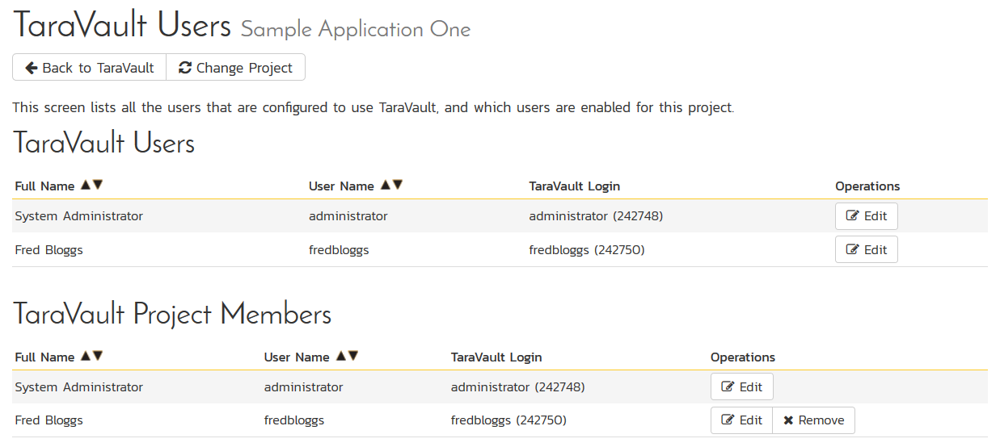 TaraVault Users Sample Application One
Back to TaraVault Change Project
This screen lists all the users that are configured to use TaraVault, and which users are enabled for this project.
TaraVault Users
Full Name ▲▼ User Name ▲▼ TaraVault Login Operations
System Administrator administrator administrator (242748) Edit
Fred Bloggs fredbloggs fredbloggs (242750) Edit
TaraVault Project Members
Full Name ▲▼ User Name ▲▼ TaraVault Login Operations
System Administrator administrator administrator (242748) Edit
Fred Bloggs fredbloggs fredbloggs (242750) Edit Remove